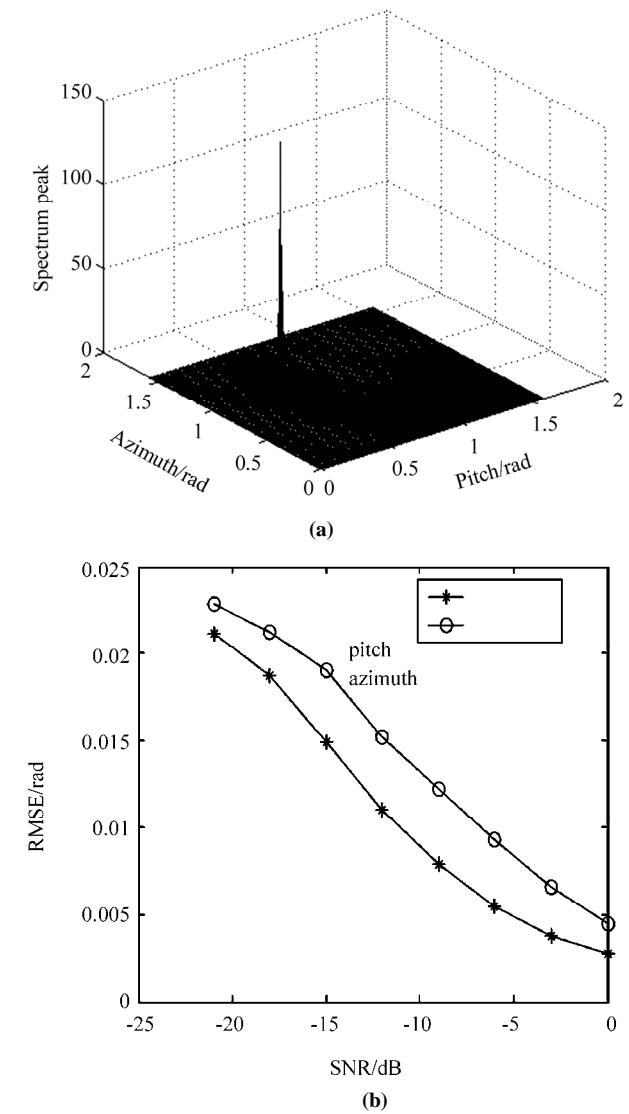 150
100
50
0
Spectrum peak
2
1.5
1
0.5
0
Azimuth/rad
0
0.5
1
1.5
2
Pitch/rad
(a)
0.025
0.02
0.015
0.01
0.005
0
RMSE/rad
pitch
azimuth
-25
-20
-15
-10
-5
0
SNR/dB
(b)